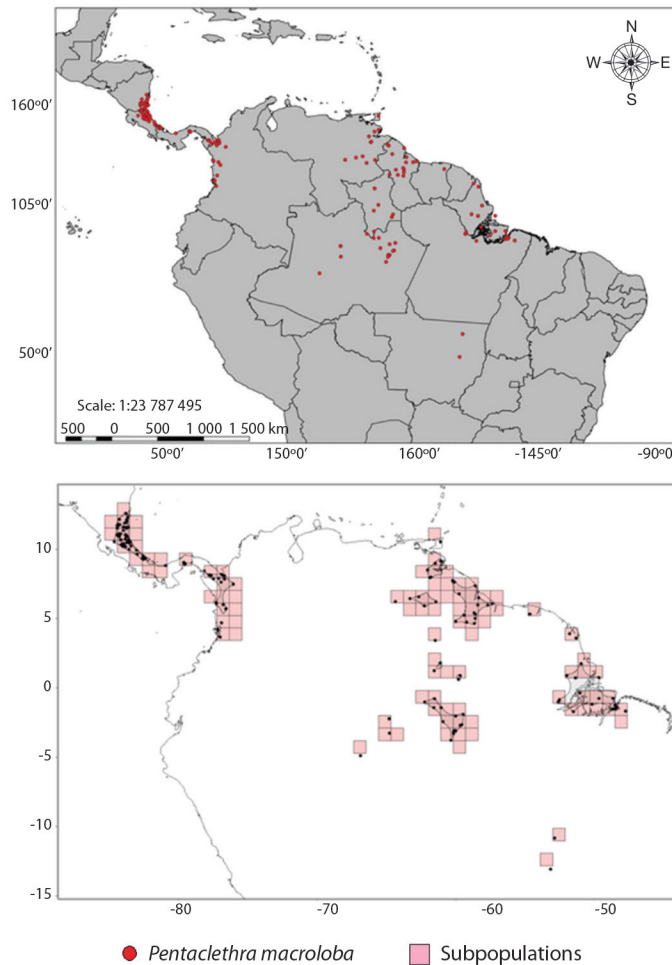 N
W E
S
160º0′
105º0′
50º0′
Scale: 1:23 787 495
500 0 500 1 000 1 500 km
50º0′ 150º0′ 160º0′ -145º0′ -90º0′
10
5
0
-5
-10
-15
-80 -70 -60 -50
Pentaclethra macroloba Subpopulations